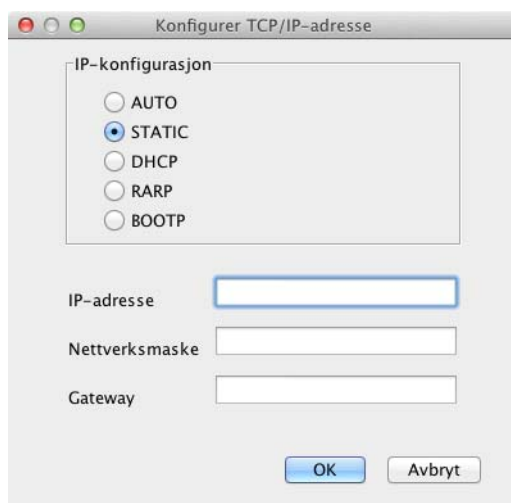 Konfigurer TCP/IP-adresse
IP-konfigurasjon
AUTO
STATIC
DHCP
RARP
BOOTP
IP-adresse
Nettverksmaske
Gateway
OK Avbryt